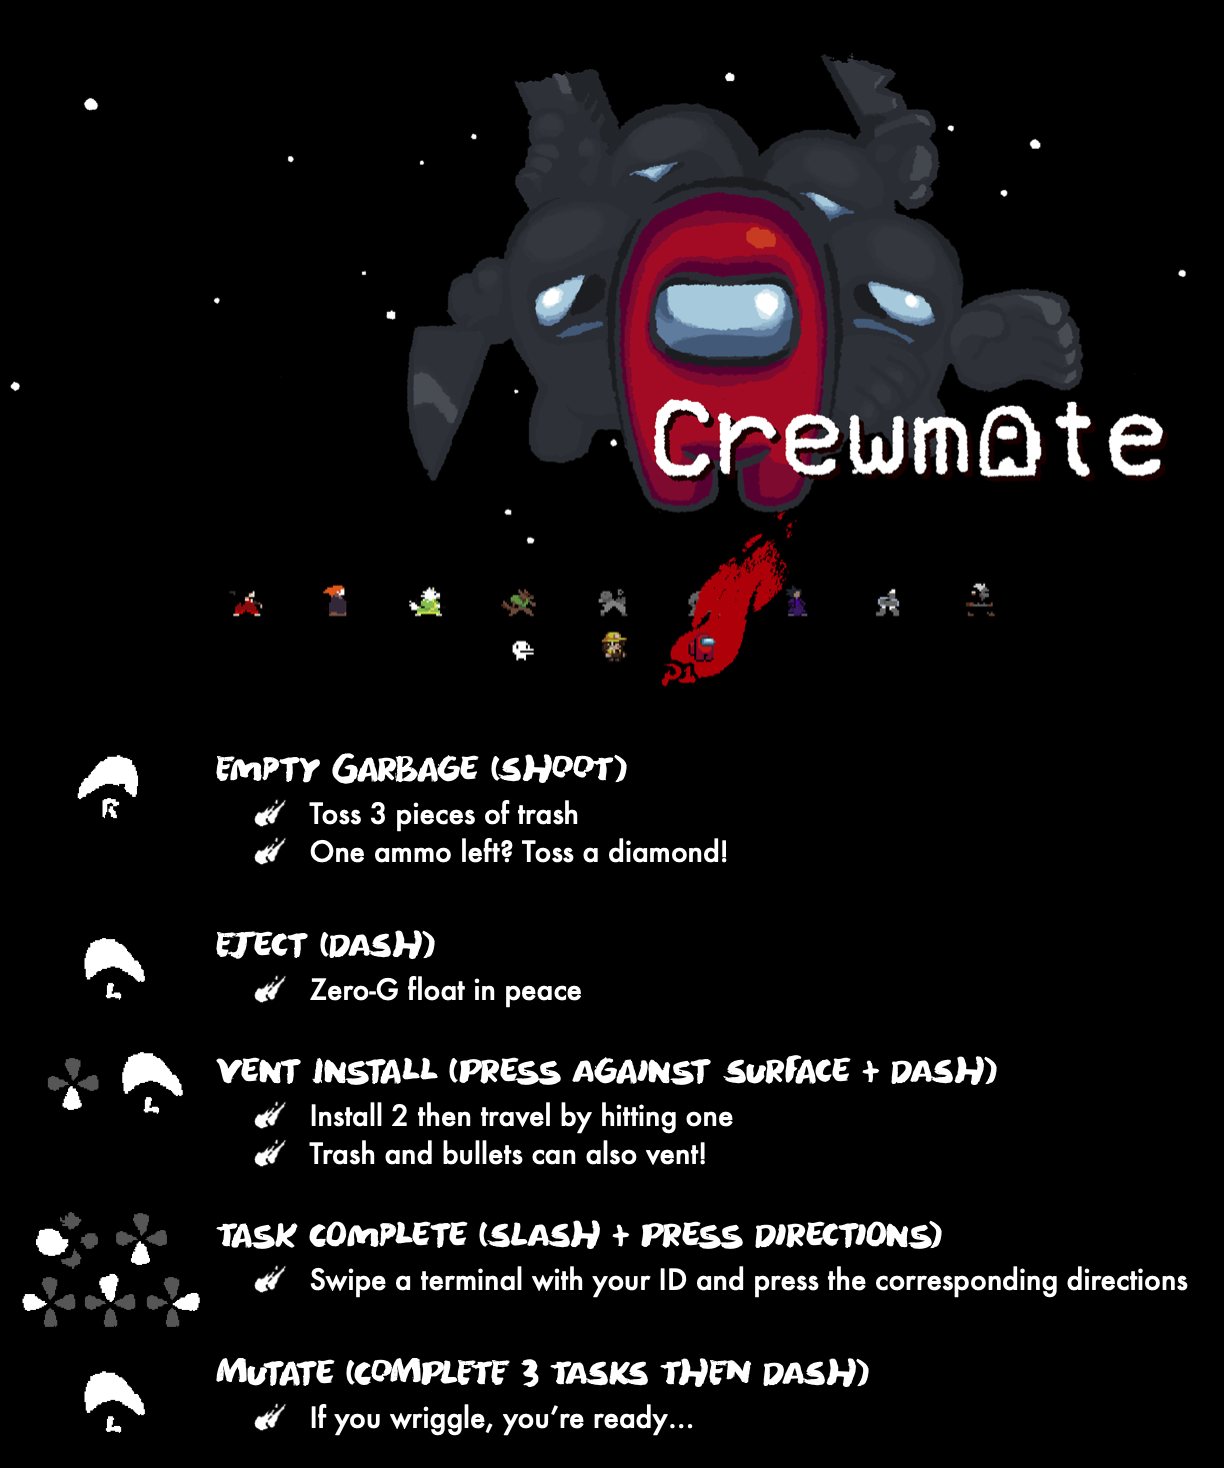 Crewmate
P1
R
EMPTY GARBAGE (SHOOT)
Toss 3 pieces of trash
One ammo left? Toss a diamond!
L
EJECT (DASH)
Zero-G float in peace
L
VENT INSTALL (PRESS AGAINST SURFACE + DASH)
Install 2 then travel by hitting one
Trash and bullets can also vent!
TASK COMPLETE (SLASH + PRESS DIRECTIONS)
Swipe a terminal with your ID and press the corresponding directions
L
MUTATE (COMPLETE 3 TASKS THEN DASH)
If you wriggle, you're ready...